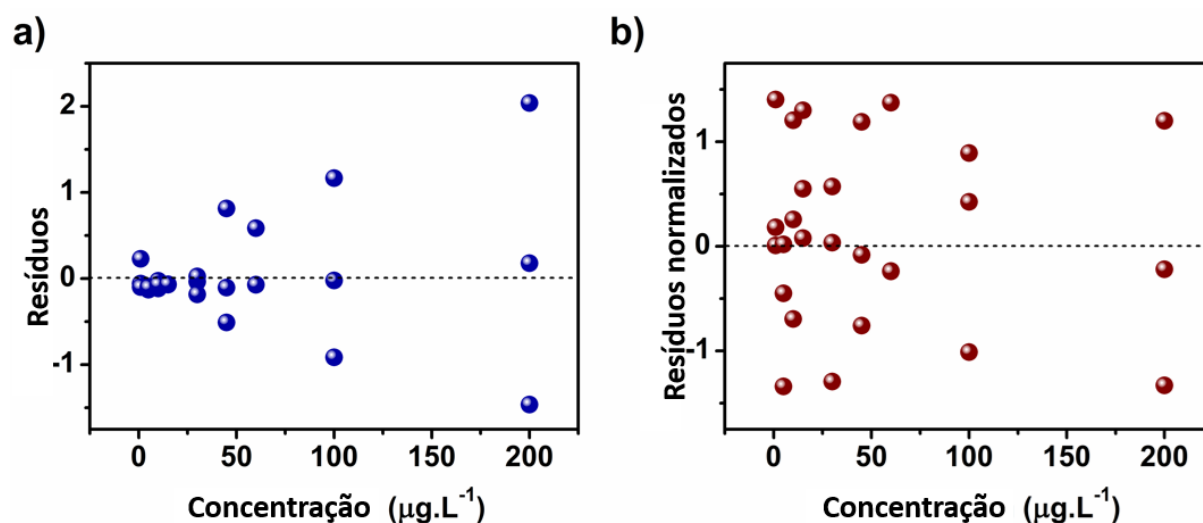 a)
Resíduos
2
1
0
-1
0
50
100
150
200
Concentração (µg.L⁻¹)
b)
Resíduos normalizados
1
0
-1
0
50
100
150
200
Concentração (µg.L⁻¹)